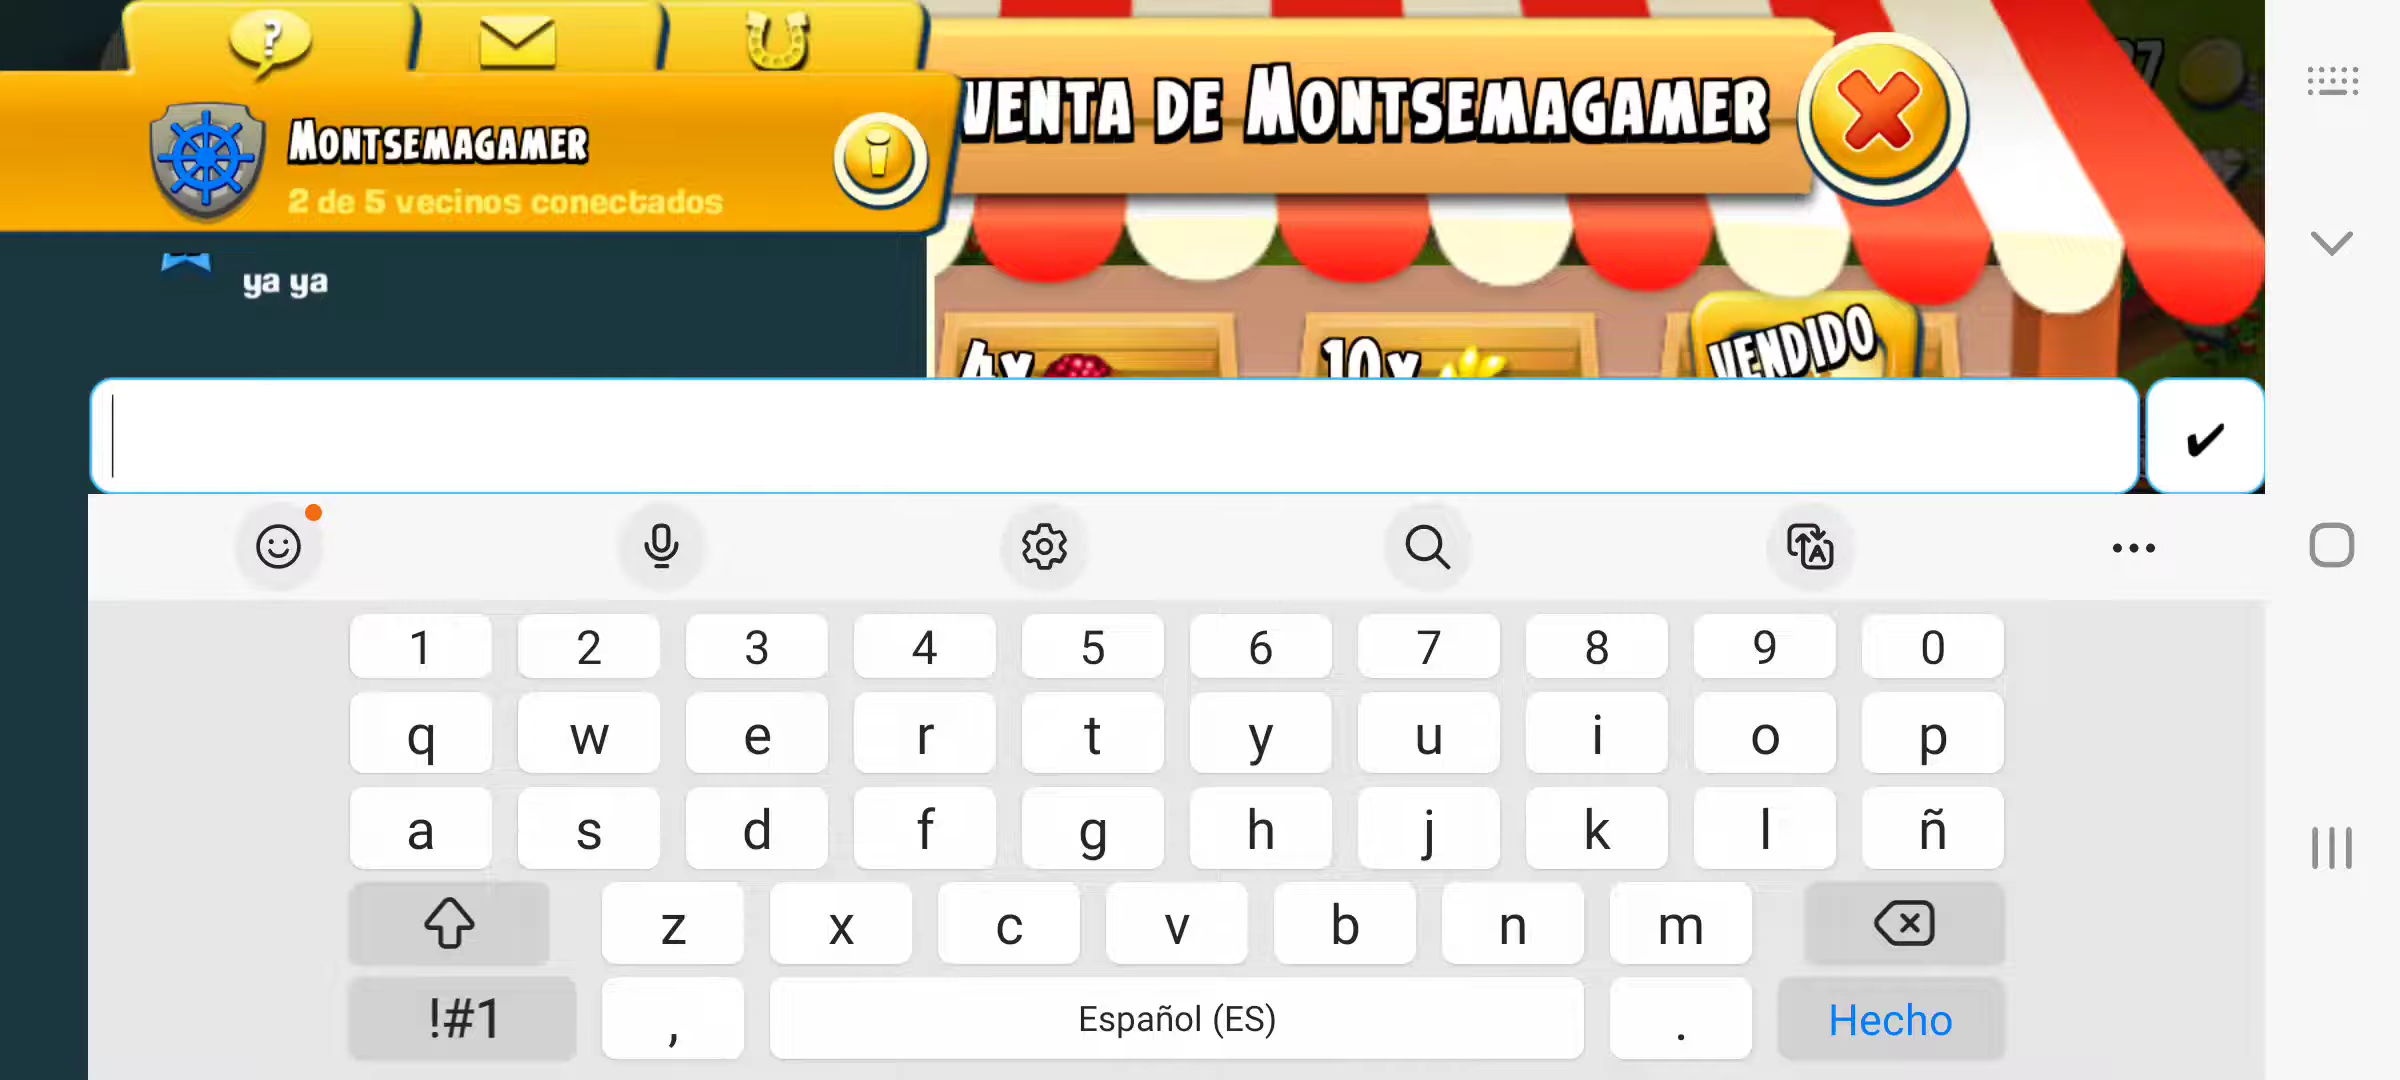 VENTA DE MONTSEMAGAMER
MONTSEMAGAMER
2 de 5 vecinos conectados
ya ya
4x
10x
VENDIDO
1 2 3 4 5 6 7 8 9 0
q w e r t y u i o p
a s d f g h j k l ñ
z x c v b n m
!#1 , Español (ES) . Hecho